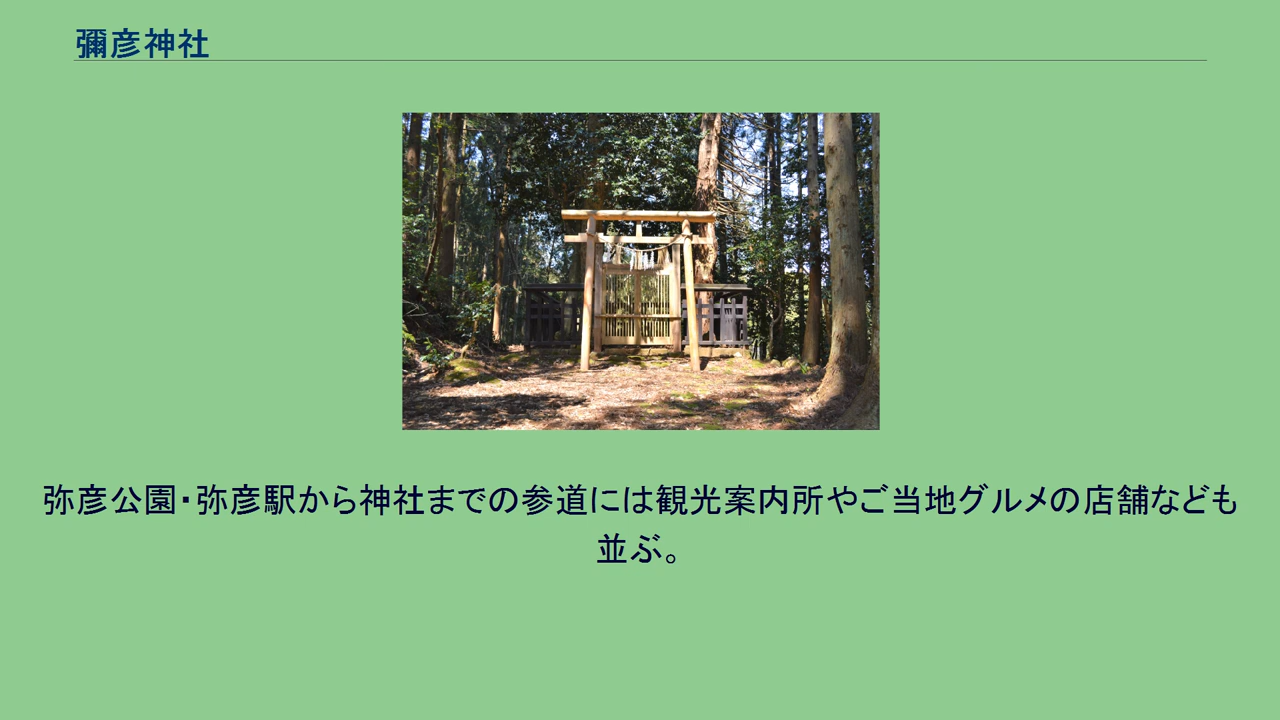 彌彦神社
弥彦公園・弥彦駅から神社までの参道には観光案内所やご当地グルメの店舗なども
並ぶ。